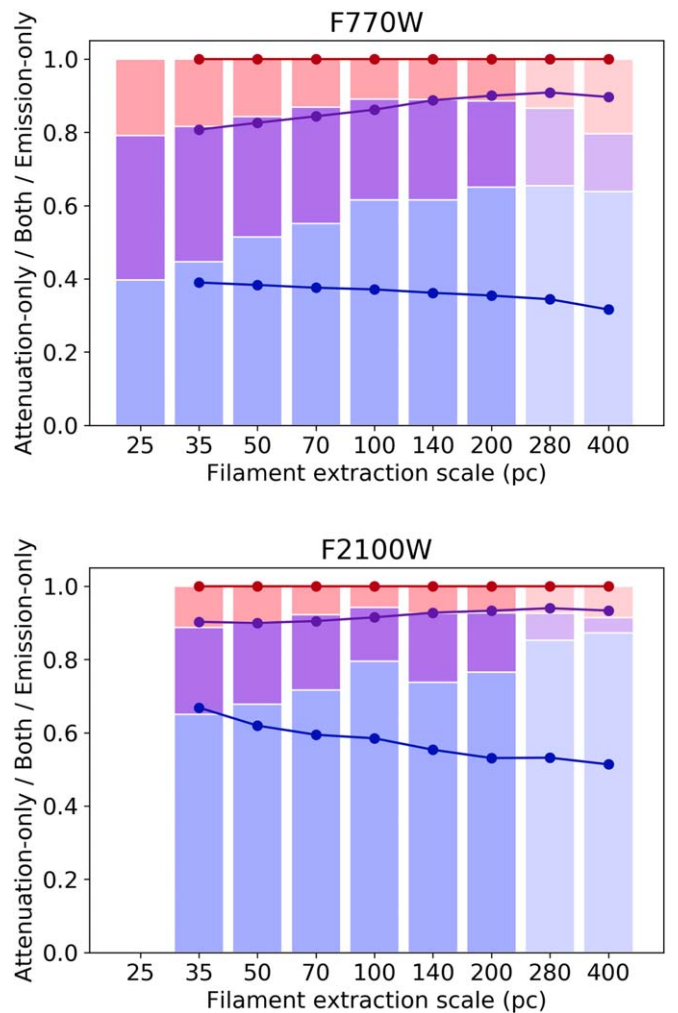 F770W
Attenuation-only / Both / Emission-only
1.0
0.8
0.6
0.4
0.2
0.0
25 35 50 70 100 140 200 280 400
Filament extraction scale (pc)
F2100W
Attenuation-only / Both / Emission-only
1.0
0.8
0.6
0.4
0.2
0.0
25 35 50 70 100 140 200 280 400
Filament extraction scale (pc)